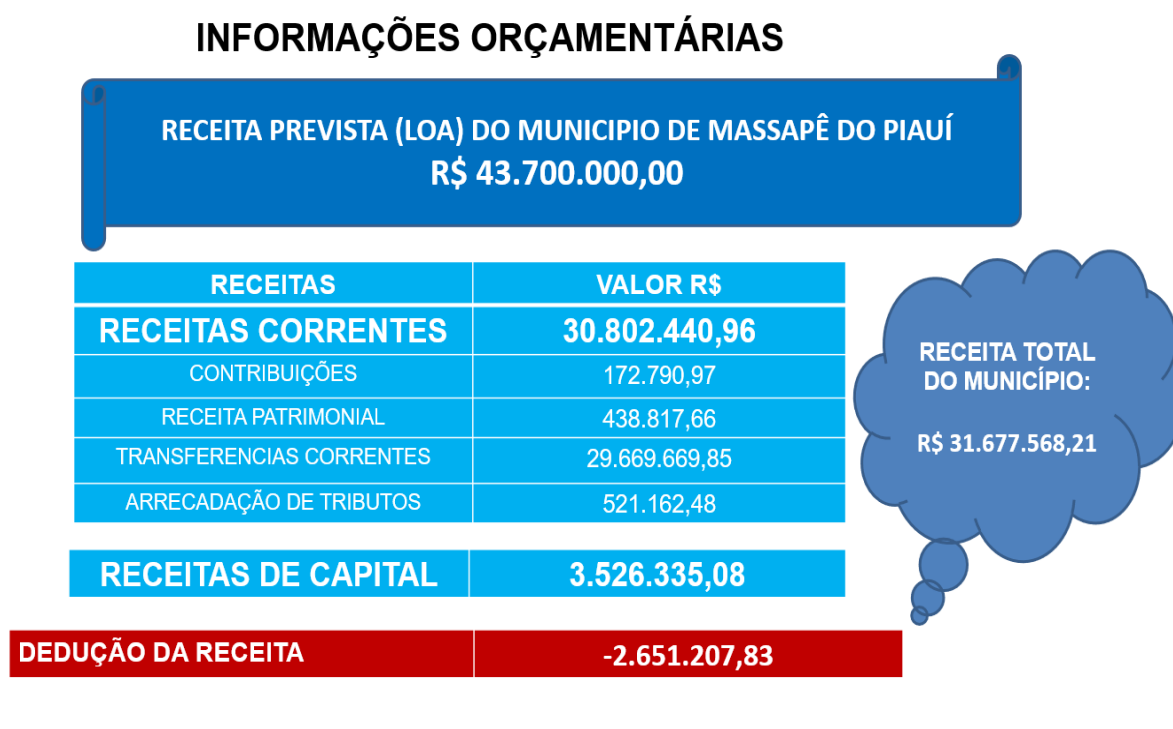 INFORMAÇÕES ORÇAMENTÁRIAS
RECEITA PREVISTA (LOA) DO MUNICIPIO DE MASSAPÊ DO PIAUÍ
R$ 43.700.000,00
RECEITAS VALOR R$
RECEITAS CORRENTES 30.802.440,96
CONTRIBUIÇÕES 172.790,97
RECEITA PATRIMONIAL 438.817,66
TRANSFERENCIAS CORRENTES 29.669.669,85
ARRECADAÇÃO DE TRIBUTOS 521.162,48
RECEITAS DE CAPITAL 3.526.335,08
DEDUÇÃO DA RECEITA -2.651.207,83
RECEITA TOTAL
DO MUNICÍPIO:
R$ 31.677.568,21